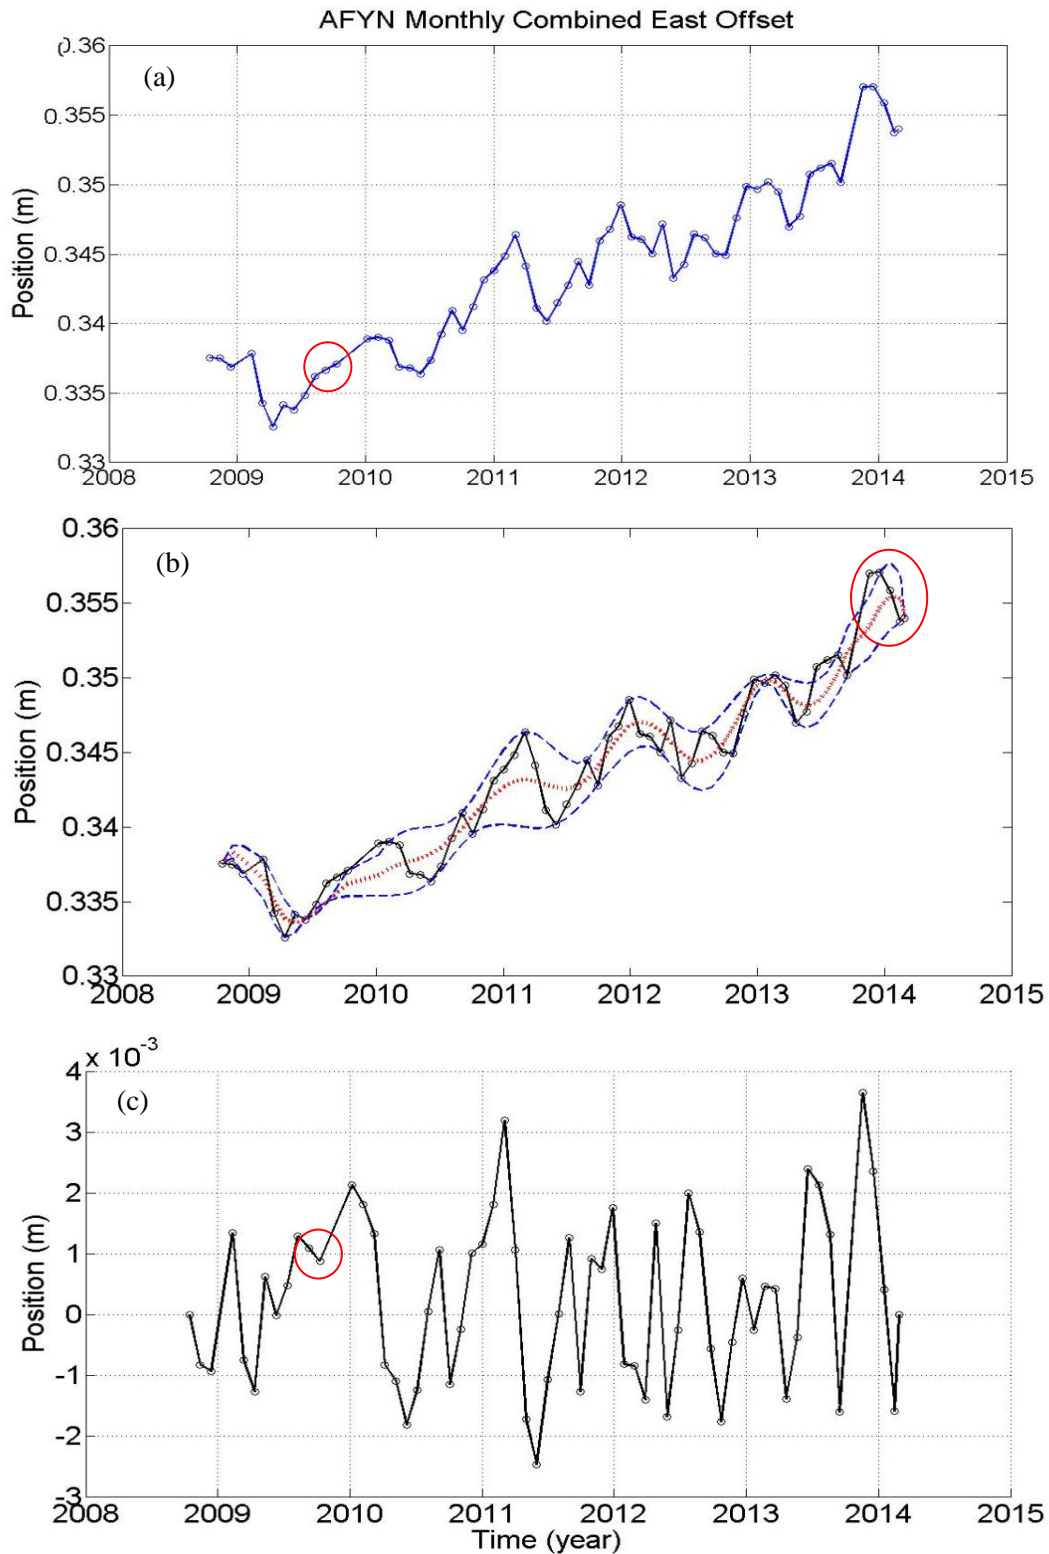 AFYN Monthly Combined East Offset
(a)
0.36
0.355
0.35
0.345
0.34
0.335
0.33
Position (m)
2008 2009 2010 2011 2012 2013 2014 2015
(b)
0.36
0.355
0.35
0.345
0.34
0.335
0.33
Position (m)
2008 2009 2010 2011 2012 2013 2014 2015
x 10⁻³
(c)
4
3
2
1
0
-1
-2
-3
Position (m)
2008 2009 2010 2011 2012 2013 2014 2015
Time (year)